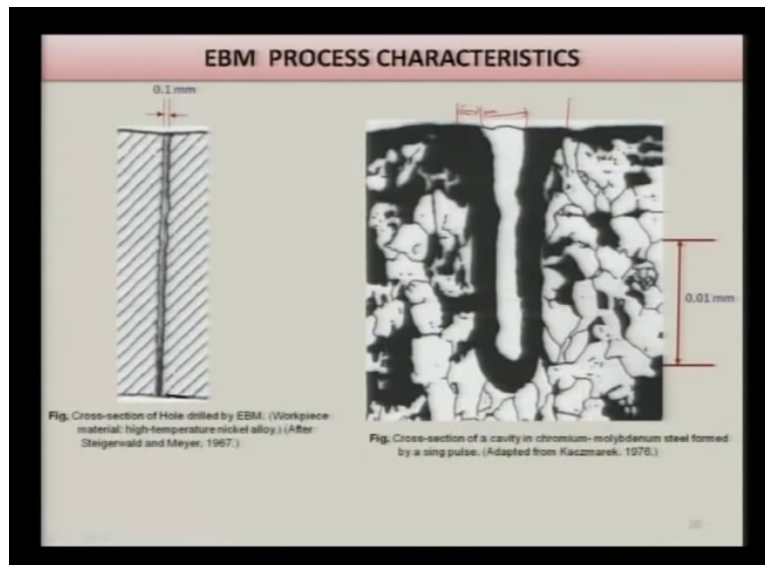 EBM PROCESS CHARACTERISTICS
0.1 mm
0.01 mm
Fig. Cross-section of Hole drilled by EBM. (Workpiece
material: high-temperature nickel alloy.) (After
Steigerwald and Meyer, 1967.)
Fig. Cross-section of a cavity in chromium- molybdenum steel formed
by a sing pulse. (Adapted from Kaczmarek, 1976.)